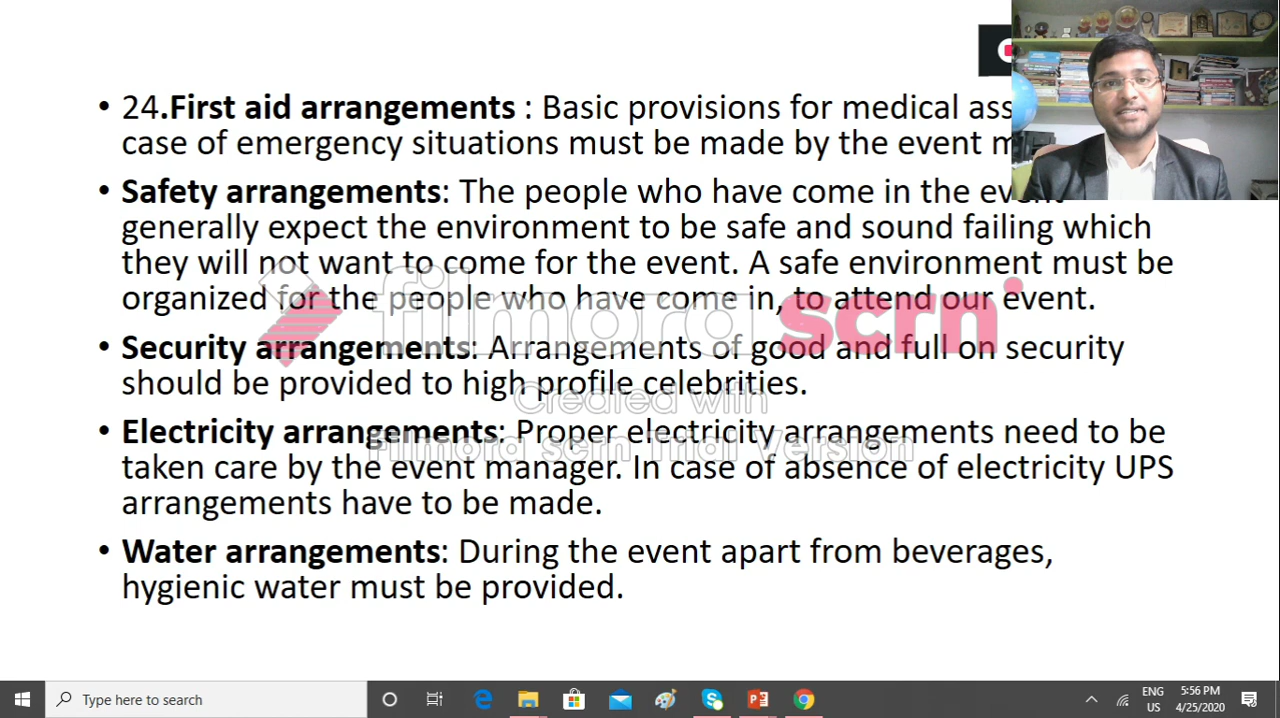 • 24.First aid arrangements : Basic provisions for medical
case of emergency situations must be made by the event
• Safety arrangements: The people who have come in the event
generally expect the environment to be safe and sound failing which
they will not want to come for the event. A safe environment must be
organized for the people who have come in, to attend our event.
• Security arrangements: Arrangements of good and full on security
should be provided to high profile celebrities.
• Electricity arrangements: Proper electricity arrangements need to be
taken care by the event manager. In case of absence of electricity UPS
arrangements have to be made.
• Water arrangements: During the event apart from beverages,
hygienic water must be provided.
filmora scrn
Created with
Filmora scrn Trial Version
Type here to search
ENG
US
5:56 PM
4/25/2020